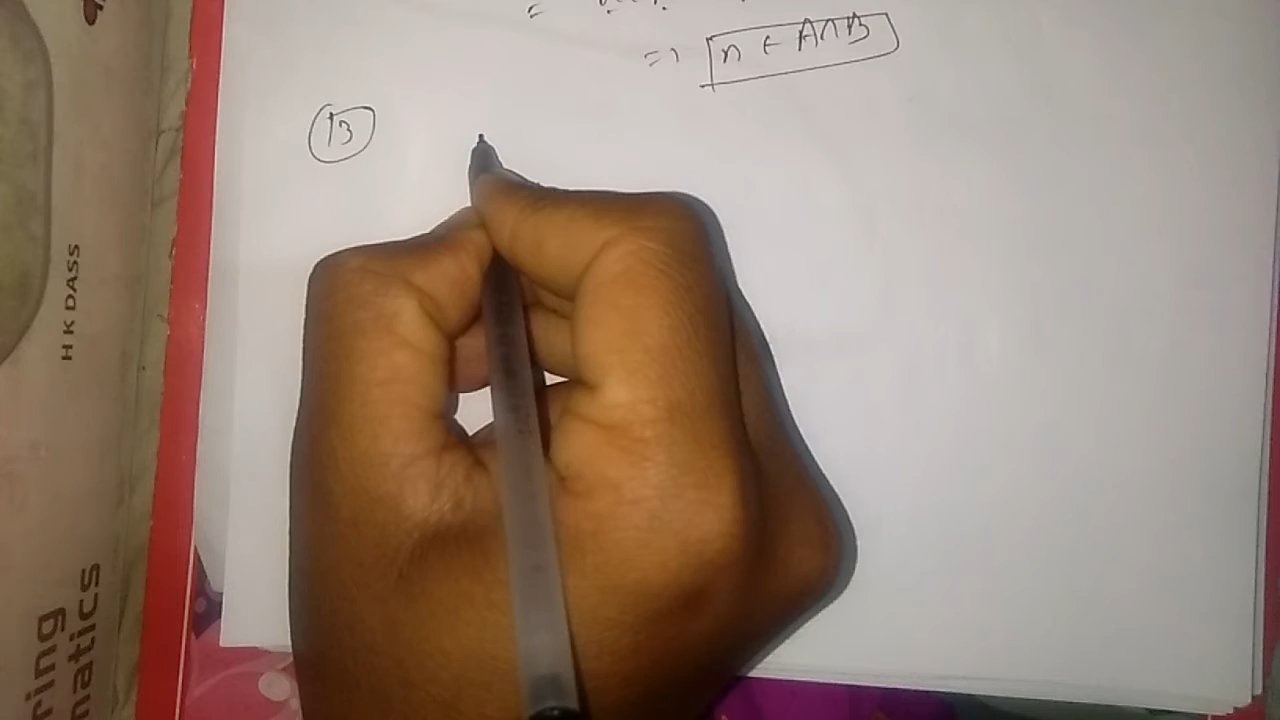 => n ∈ A∩B
13
H K DASS
ring
matics